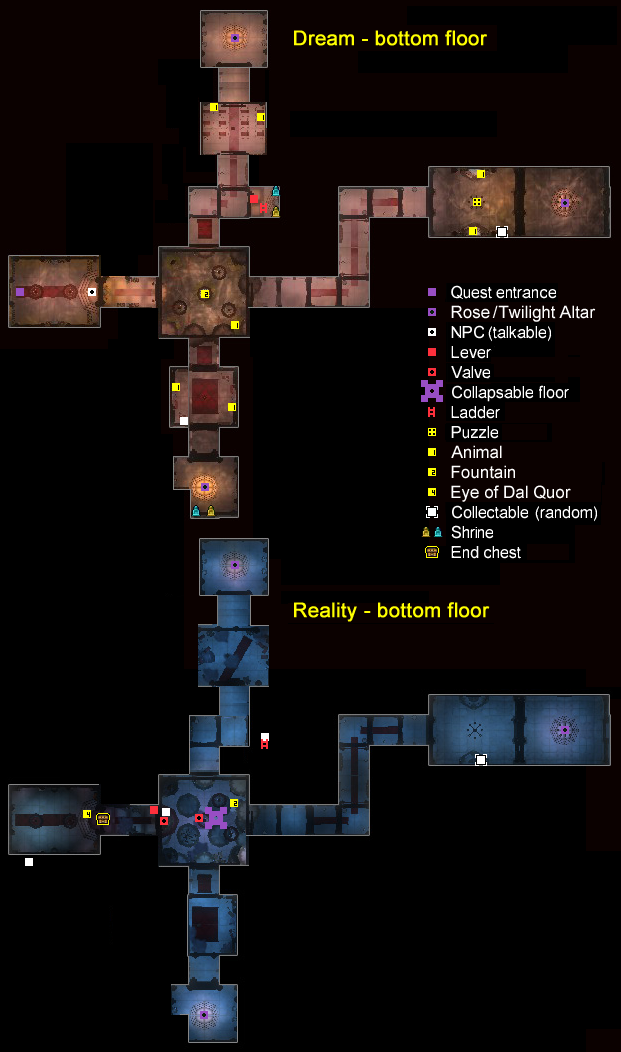 Dream - bottom floor
Quest entrance
Rose/Twilight Altar
NPC (talkable)
Lever
Valve
Collapsable floor
Ladder
Puzzle
Animal
Fountain
Eye of Dal Quor
Collectable (random)
Shrine
End chest
Reality - bottom floor